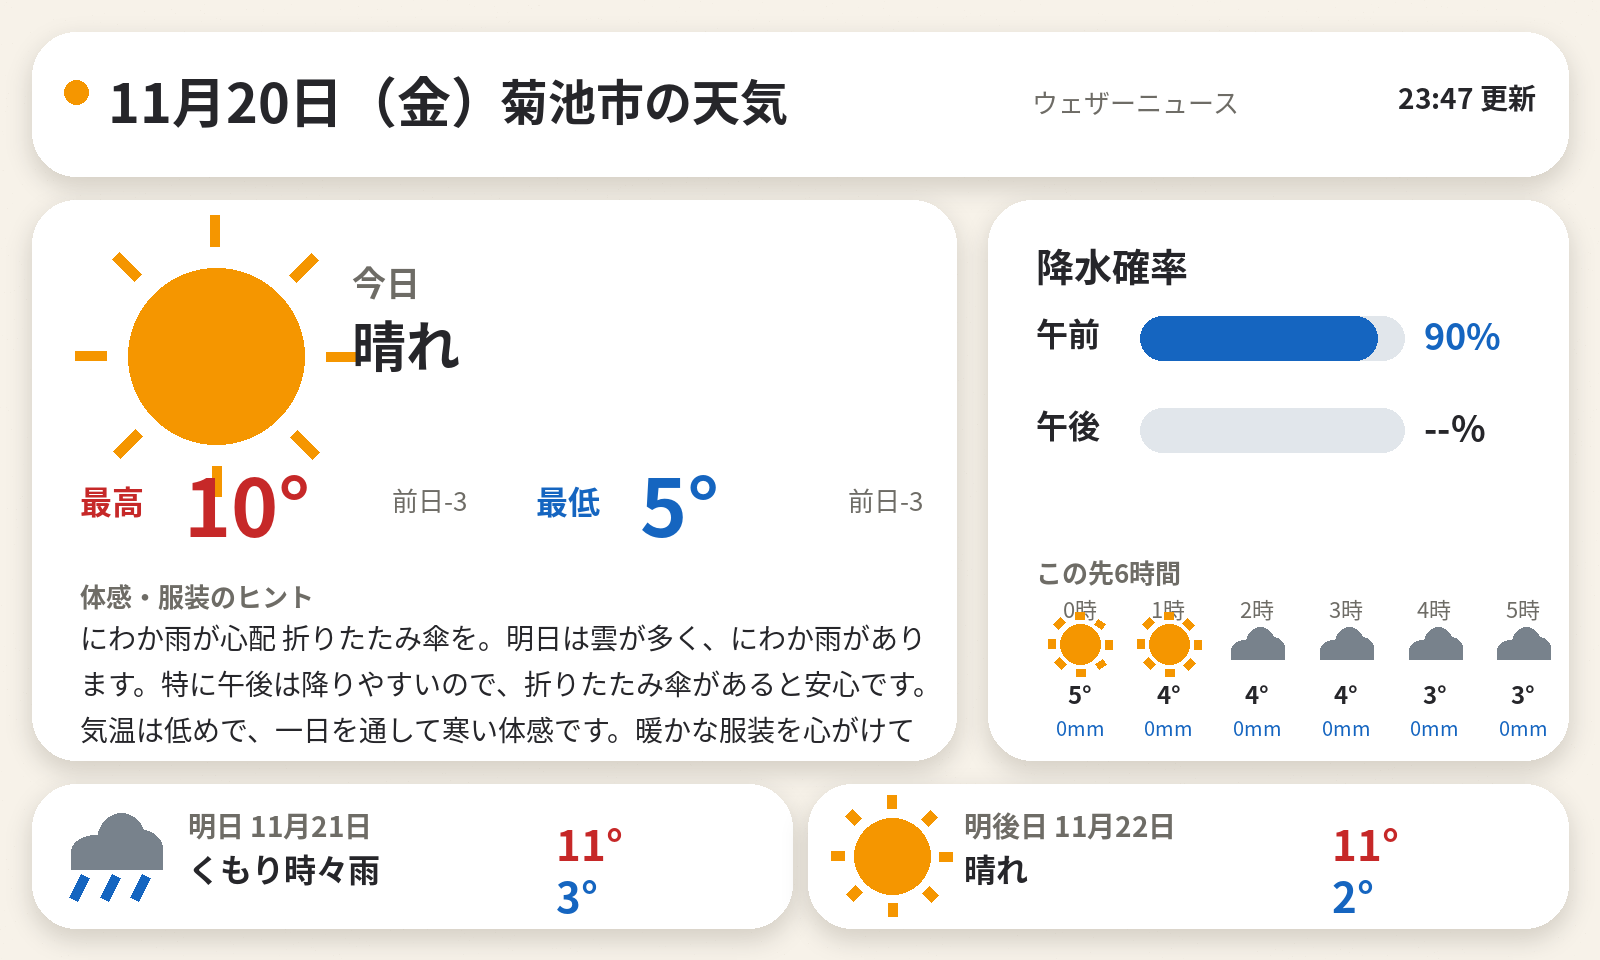 11月20日（金）菊池市の天気
ウェザーニュース
23:47 更新
今日
晴れ
最高 10° 前日-3 最低 5° 前日-3
体感・服装のヒント
にわか雨が心配 折りたたみ傘を。明日は雲が多く、にわか雨があり
ます。特に午後は降りやすいので、折りたたみ傘があると安心です。
気温は低めで、一日を通して寒い体感です。暖かな服装を心がけて
降水確率
午前 90%
午後 --%
この先6時間
0時 1時 2時 3時 4時 5時
5° 4° 4° 4° 3° 3°
0mm 0mm 0mm 0mm 0mm 0mm
明日 11月21日
くもり時々雨
11°
3°
明後日 11月22日
晴れ
11°
2°